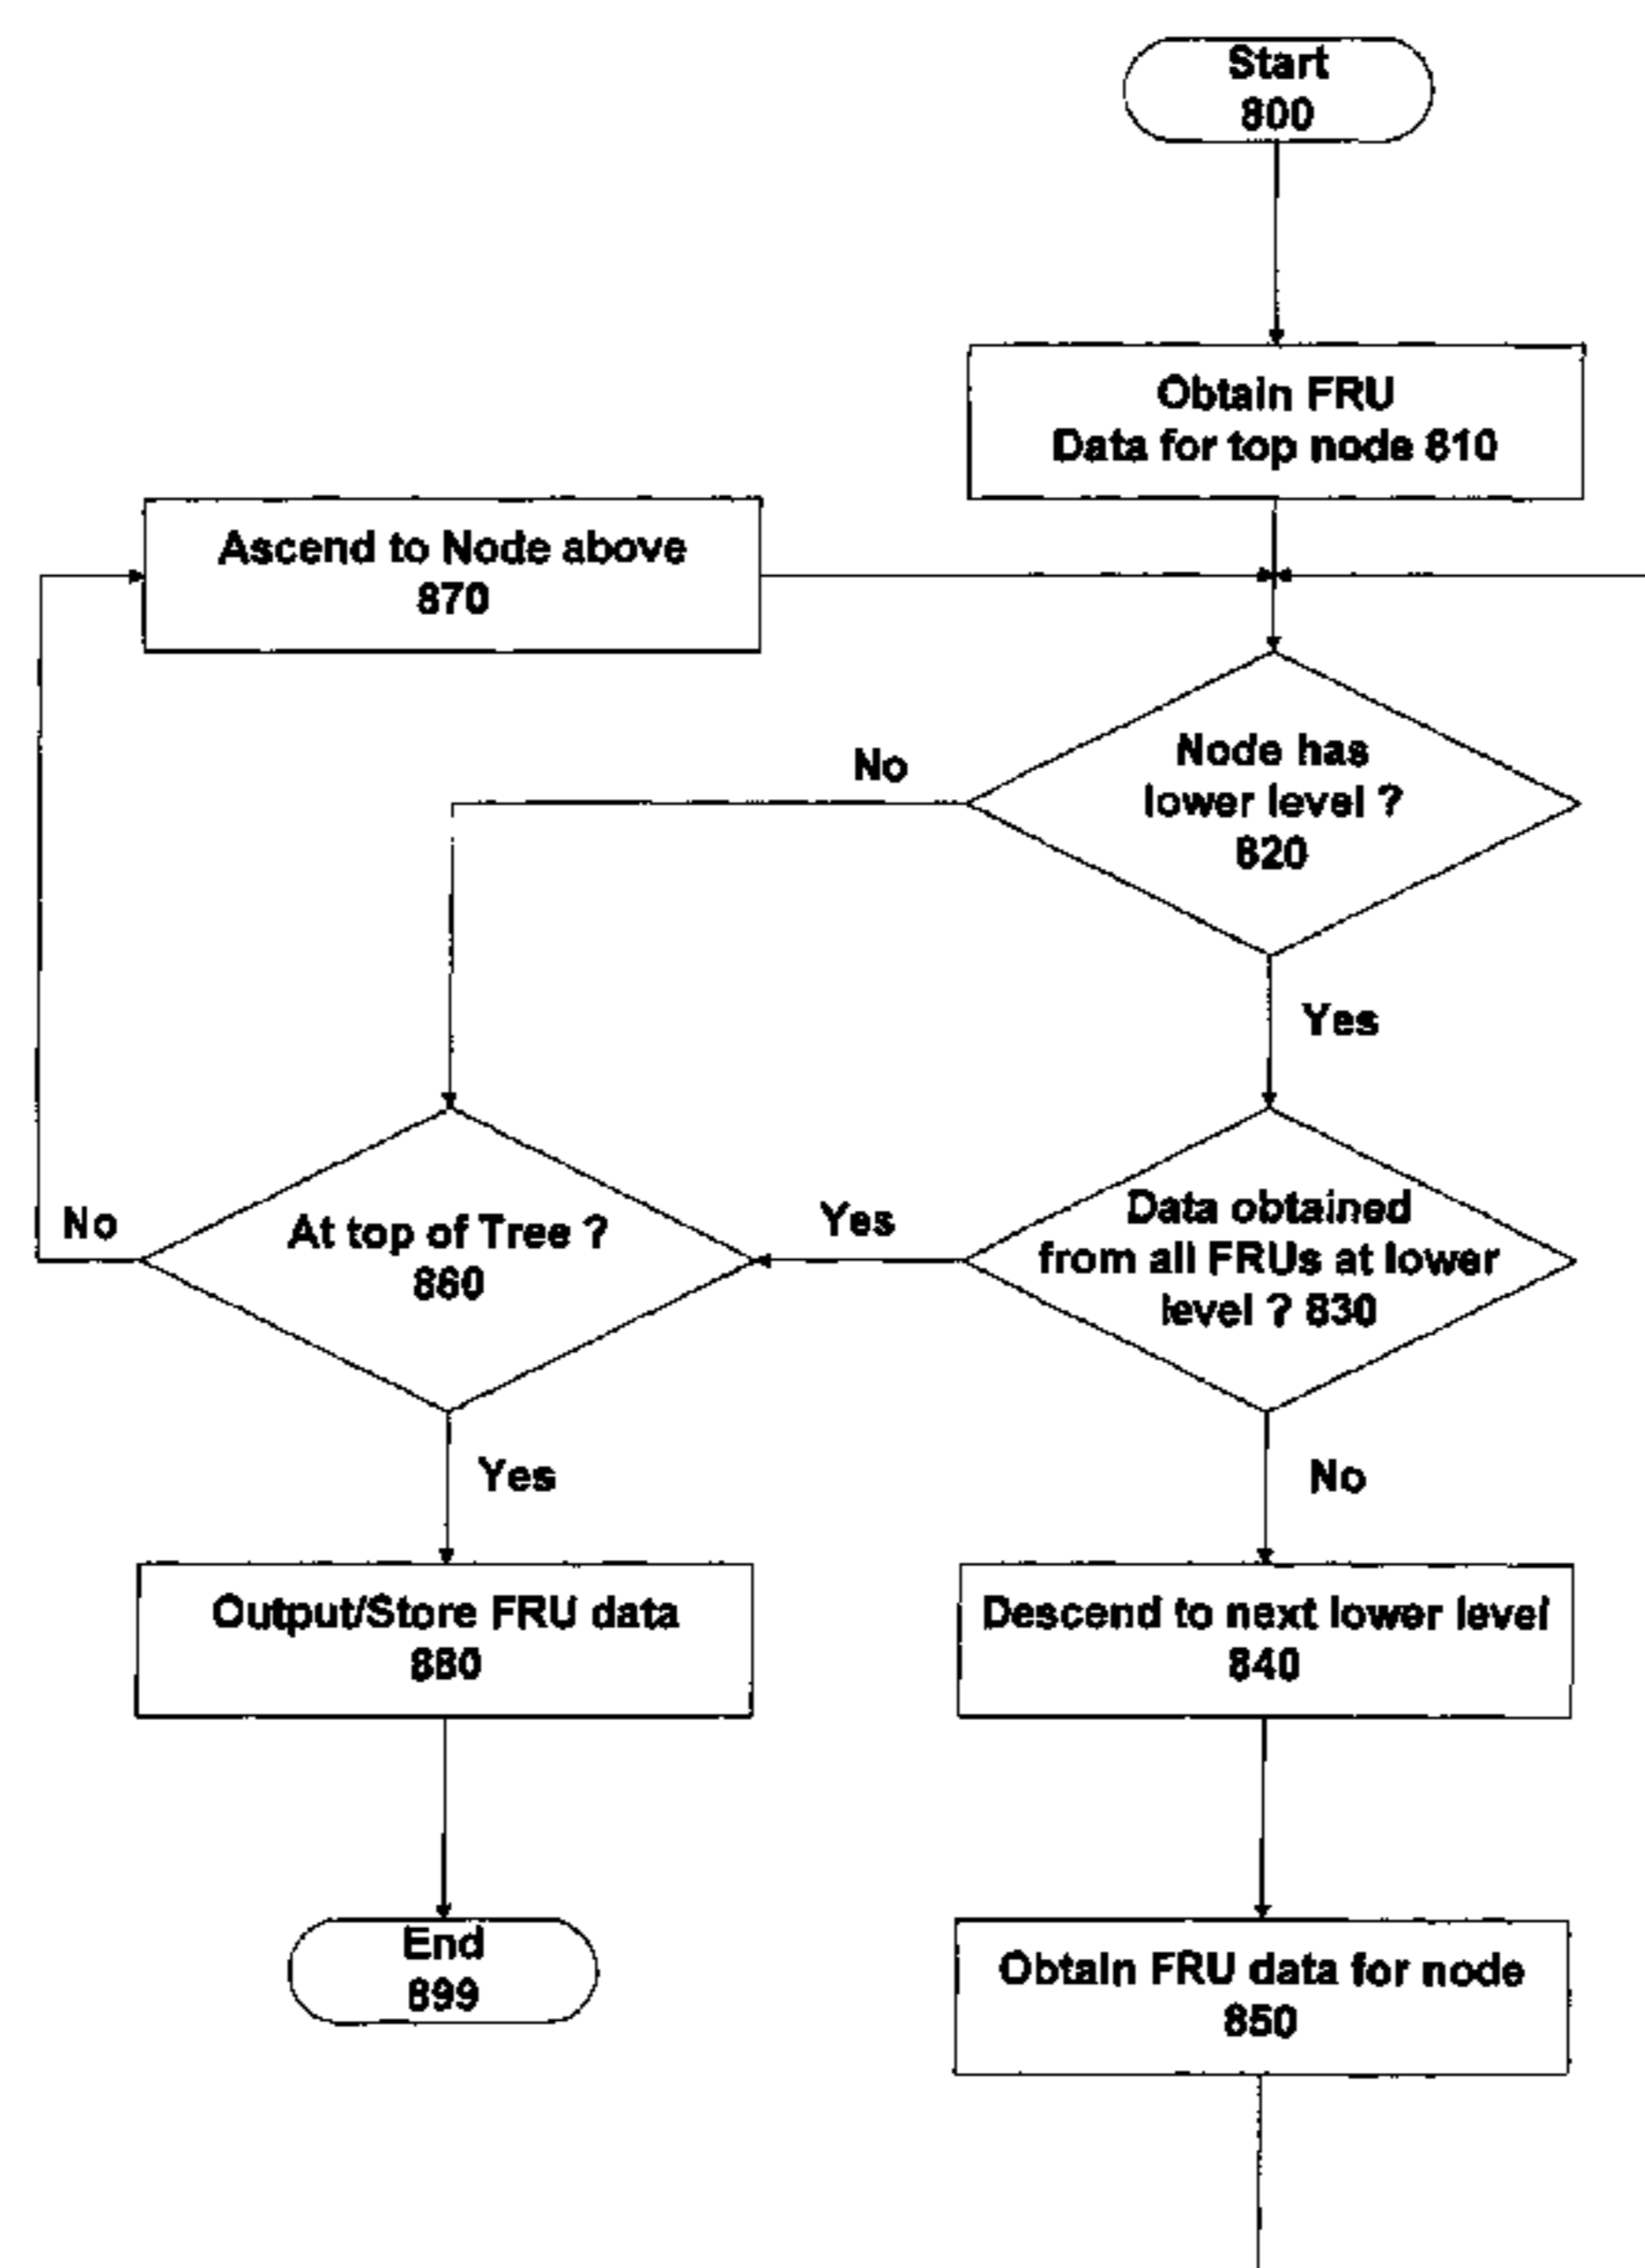 Start
800
Obtain FRU
Data for top node 810
Ascend to Node above
870
No
Node has
lower level ?
820
Yes
No
At top of Tree ?
860
Yes
Data obtained
from all FRUs at lower
level ? 830
Yes
No
Output/Store FRU data
880
Descend to next lower level
840
End
899
Obtain FRU data for node
850